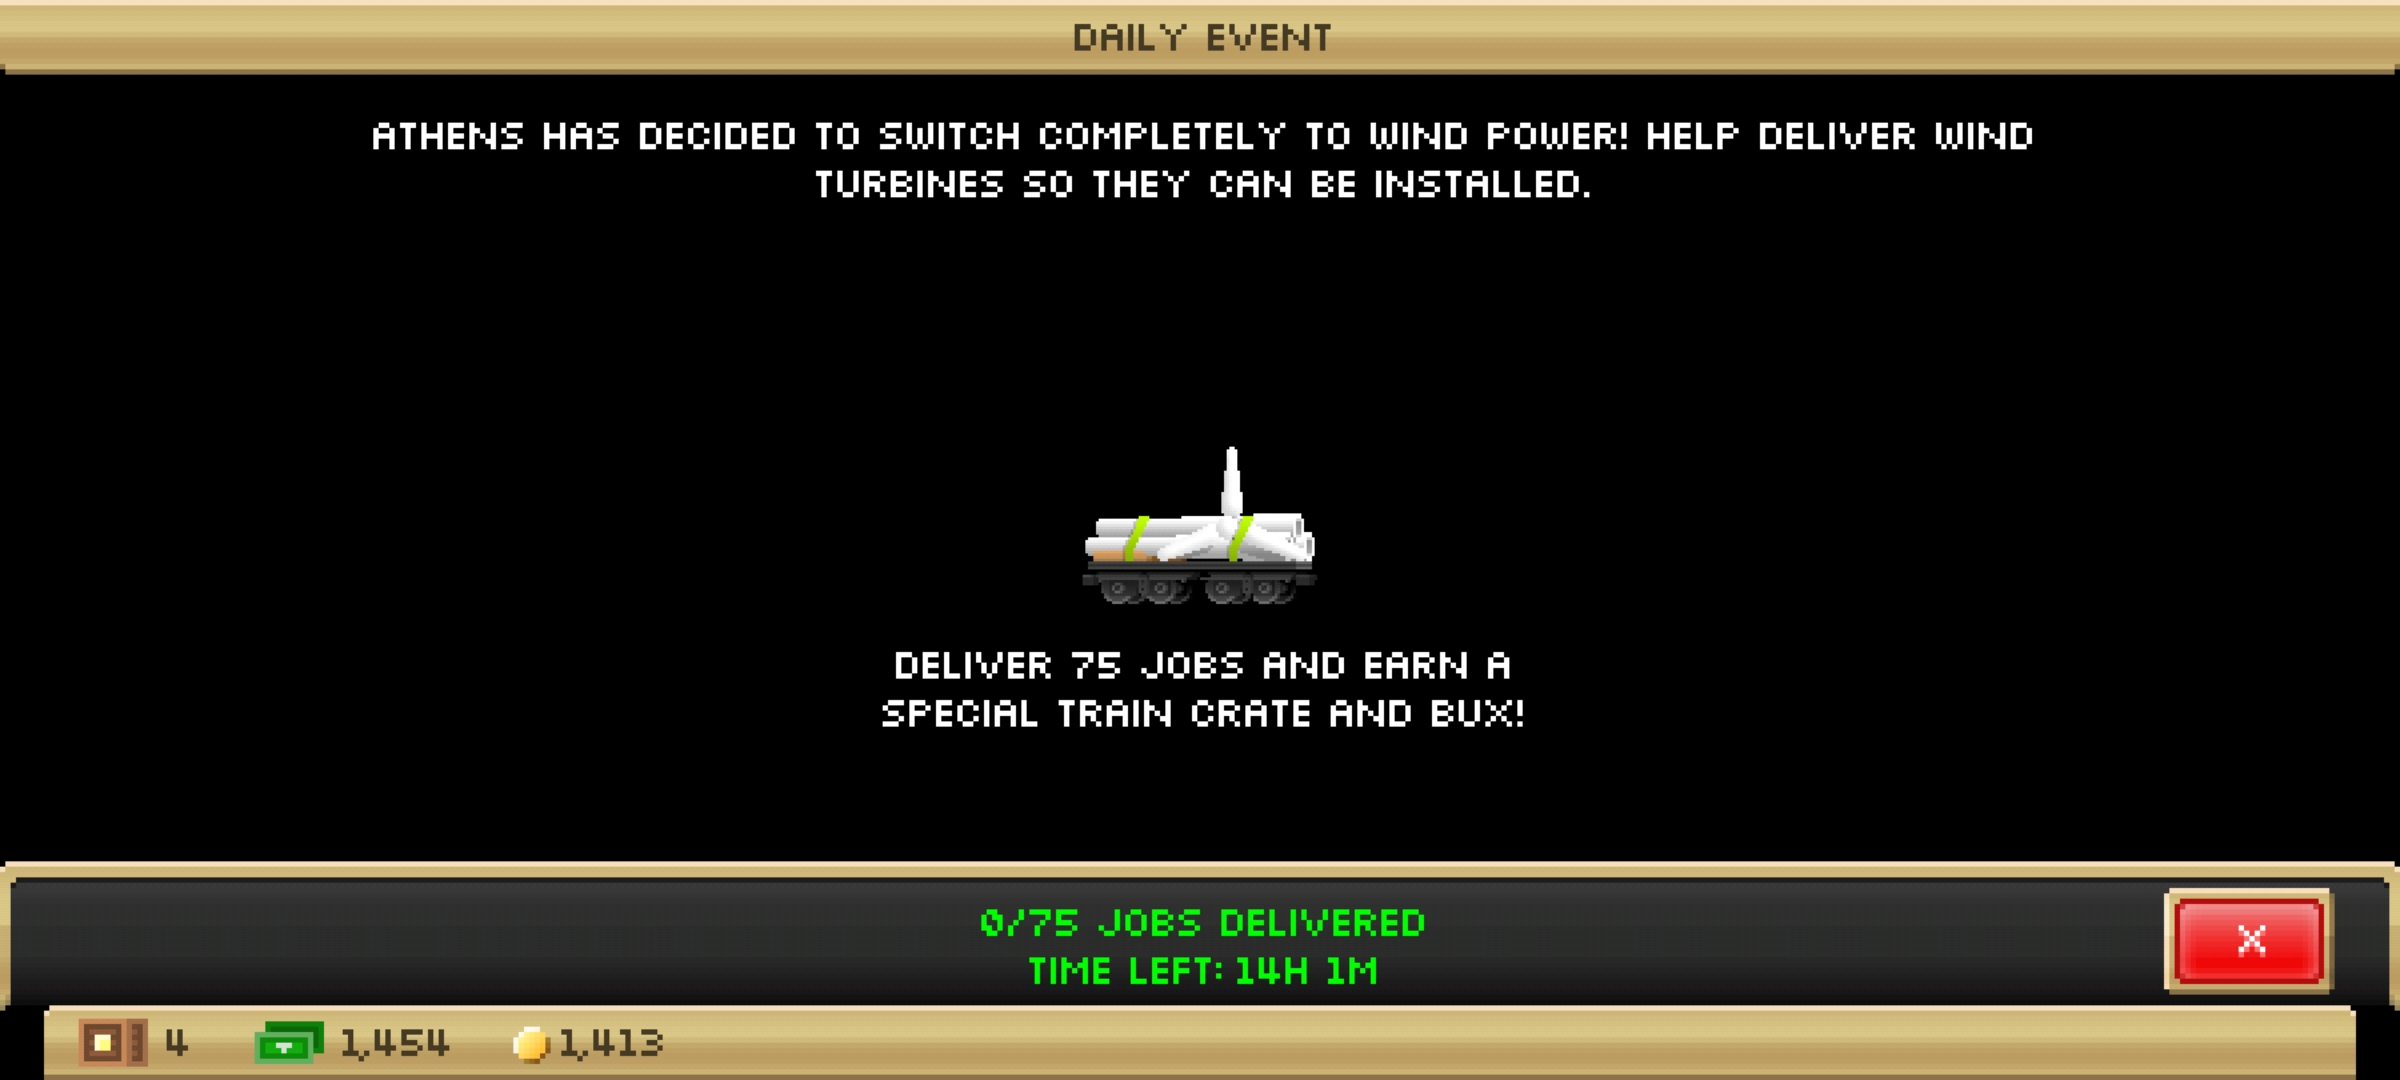 DAILY EVENT
ATHENS HAS DECIDED TO SWITCH COMPLETELY TO WIND POWER! HELP DELIVER WIND
TURBINES SO THEY CAN BE INSTALLED.
DELIVER 75 JOBS AND EARN A
SPECIAL TRAIN CRATE AND BUX!
0/75 JOBS DELIVERED
TIME LEFT: 14H 1M
X
4 1,454 1,413